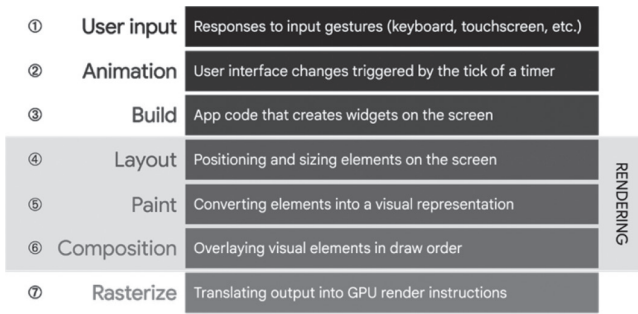 ① User input Responses to input gestures (keyboard, touchscreen, etc.)
② Animation User interface changes triggered by the tick of a timer
③ Build App code that creates widgets on the screen
④ Layout Positioning and sizing elements on the screen
⑤ Paint Converting elements into a visual representation
⑥ Composition Overlaying visual elements in draw order
⑦ Rasterize Translating output into GPU render instructions
RENDERING